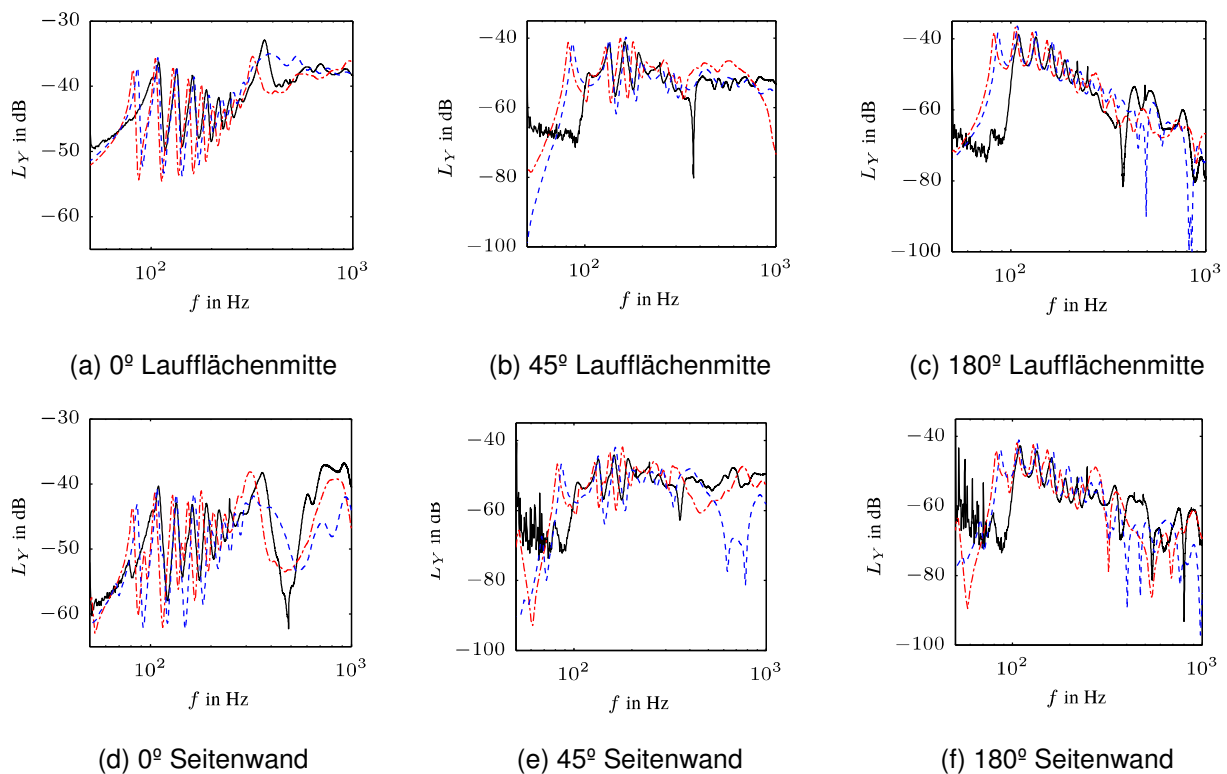 −30
−40
−50
−60
L_Y in dB
10^2
10^3
f in Hz
(a) 0º Laufflächenmitte
−40
−60
−80
−100
L_Y in dB
10^2
10^3
f in Hz
(b) 45º Laufflächenmitte
−40
−60
−80
−100
L_Y in dB
10^2
10^3
f in Hz
(c) 180º Laufflächenmitte
−30
−40
−50
−60
L_Y in dB
10^2
10^3
f in Hz
(d) 0º Seitenwand
−40
−60
−80
−100
L_Y in dB
10^2
10^3
f in Hz
(e) 45º Seitenwand
−40
−60
−80
−100
L_Y in dB
10^2
10^3
f in Hz
(f) 180º Seitenwand